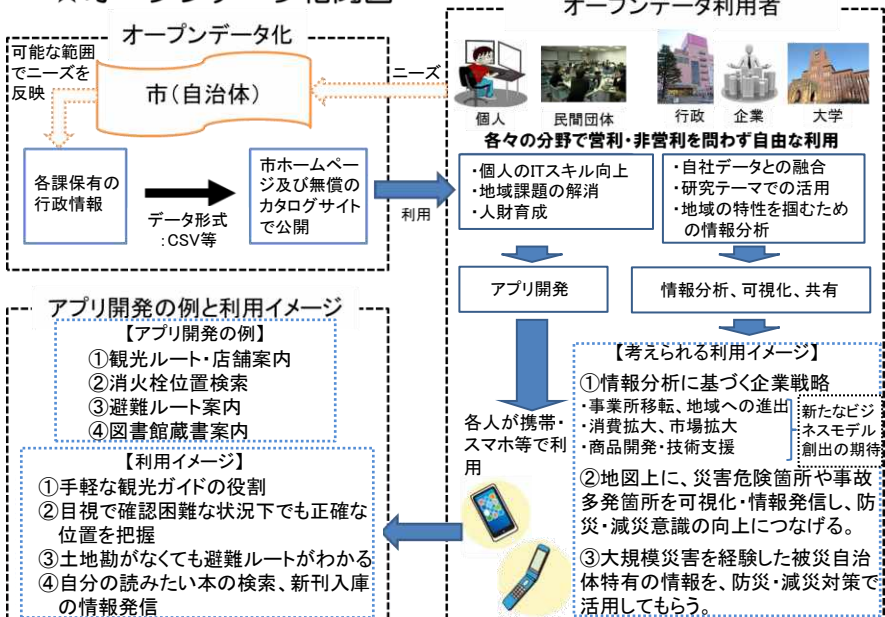 オープンデータ化
可能な範囲
でニーズを
反映
市(自治体)
ニーズ
各課保有の
行政情報
データ形式
:CSV等
市ホームペー
ジ及び無償の
カタログサイト
で公開
利用
オープンデータ利用者
個人
民間団体
行政
企業
大学
各々の分野で営利・非営利を問わず自由な利用
・個人のITスキル向上
・地域課題の解消
・人財育成
・自社データとの融合
・研究テーマでの活用
・地域の特性を掴むため
の情報分析
アプリ開発
情報分析、可視化、共有
各人が携帯・
スマホ等で利
用
【考えられる利用イメージ】
①情報分析に基づく企業戦略
・事業所移転、地域への進出
・消費拡大、市場拡大
・商品開発・技術支援
新たなビジ
ネスモデル
創出の期待
②地図上に、災害危険箇所や事故
多発箇所を可視化・情報発信し、防
災・減災意識の向上につなげる。
③大規模災害を経験した被災自治
体特有の情報を、防災・減災対策で
活用してもらう。
アプリ開発の例と利用イメージ
【アプリ開発の例】
①観光ルート・店舗案内
②消火栓位置検索
③避難ルート案内
④図書館蔵書案内
【利用イメージ】
①手軽な観光ガイドの役割
②目視で確認困難な状況下でも正確な
位置を把握
③土地勘がなくても避難ルートがわかる
④自分の読みたい本の検索、新刊入庫
の情報発信